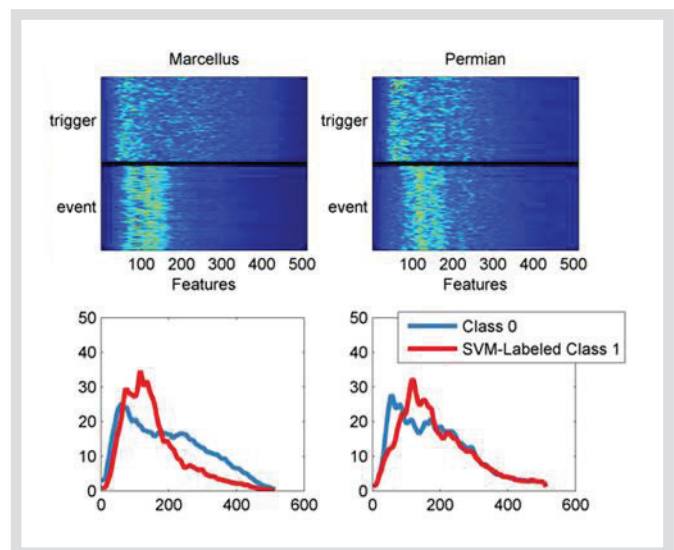 Marcellus
Permian
trigger
event
100 200 300 400 500
Features
trigger
event
100 200 300 400 500
Features
50
40
30
20
10
0
0 200 400 600
50
40
30
20
10
0
0 200 400 600
Class 0
SVM-Labeled Class 1